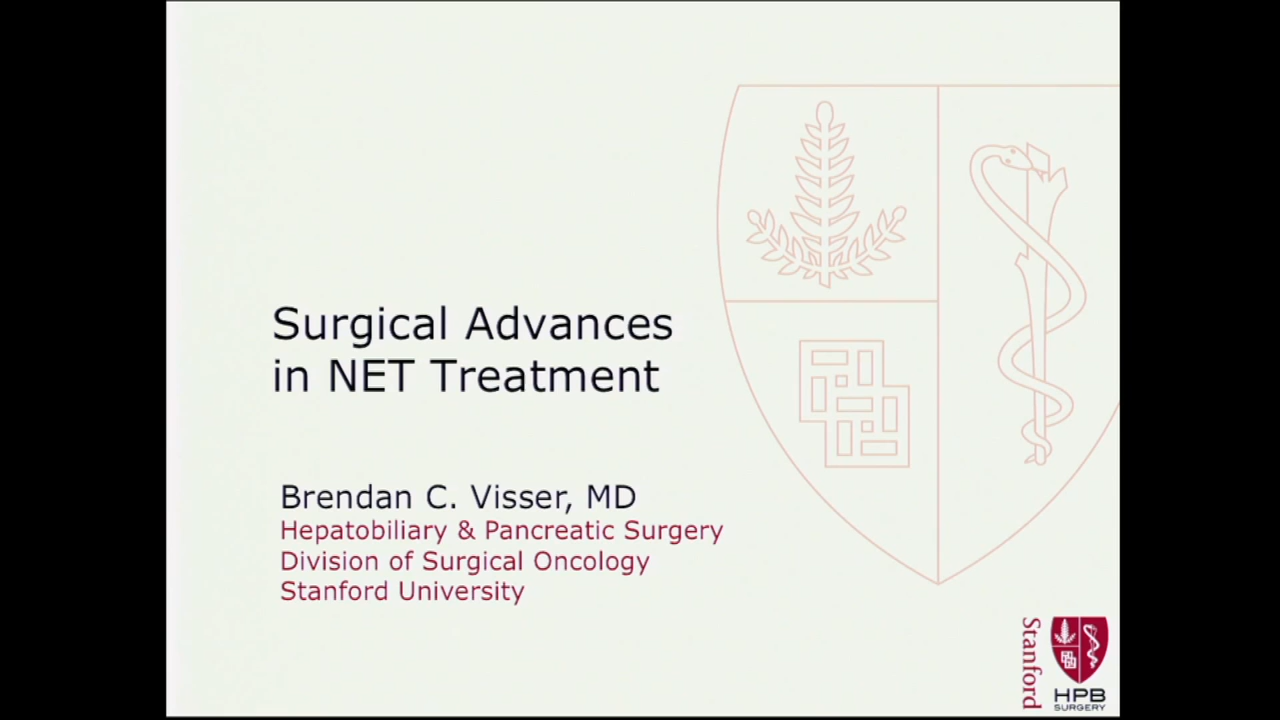 Surgical Advances
in NET Treatment
Brendan C. Visser, MD
Hepatobiliary & Pancreatic Surgery
Division of Surgical Oncology
Stanford University
Stanford
HPB
SURGERY